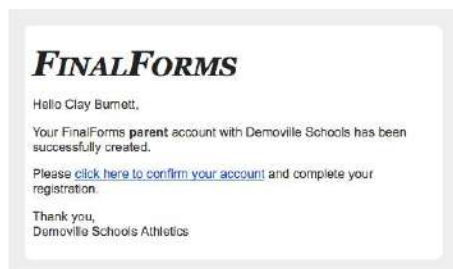 FINALFORMS
Hello Clay Burnett,
Your FinalForms parent account with Demoville Schools has been
successfully created.
Please click here to confirm your account and complete your
registration.
Thank you,
Demoville Schools Athletics